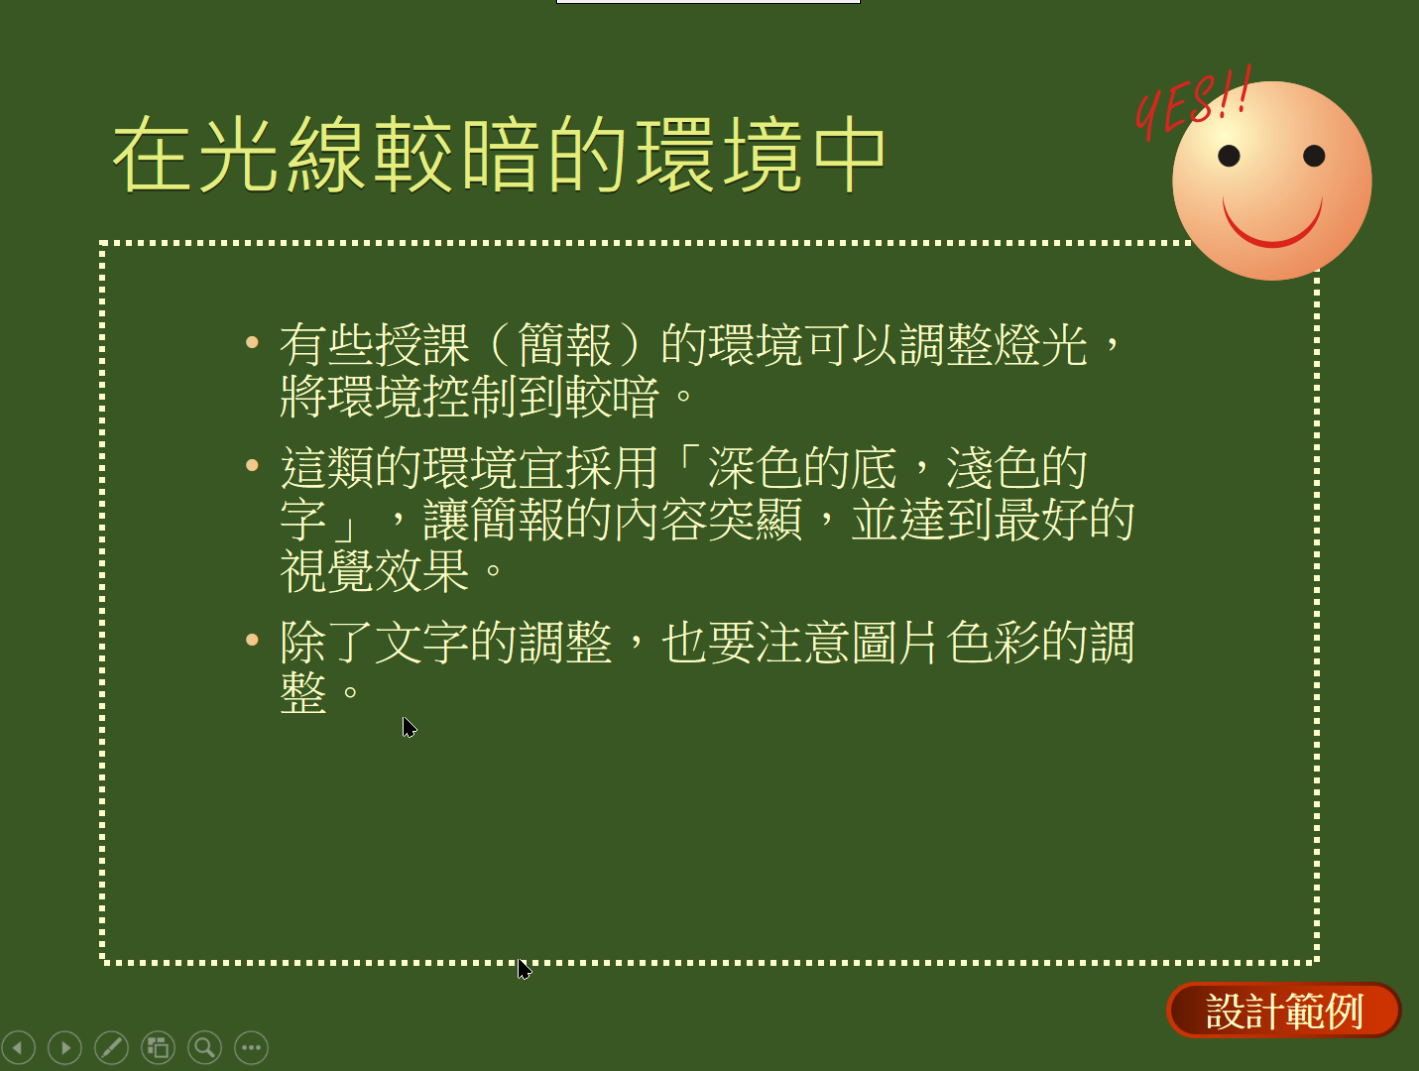 YES!!
在光線較暗的環境中
• 有些授課（簡報）的環境可以調整燈光，
將環境控制到較暗。
• 這類的環境宜採用「深色的底，淺色的
字」，讓簡報的內容突顯，並達到最好的
視覺效果。
• 除了文字的調整，也要注意圖片色彩的調
整。
設計範例